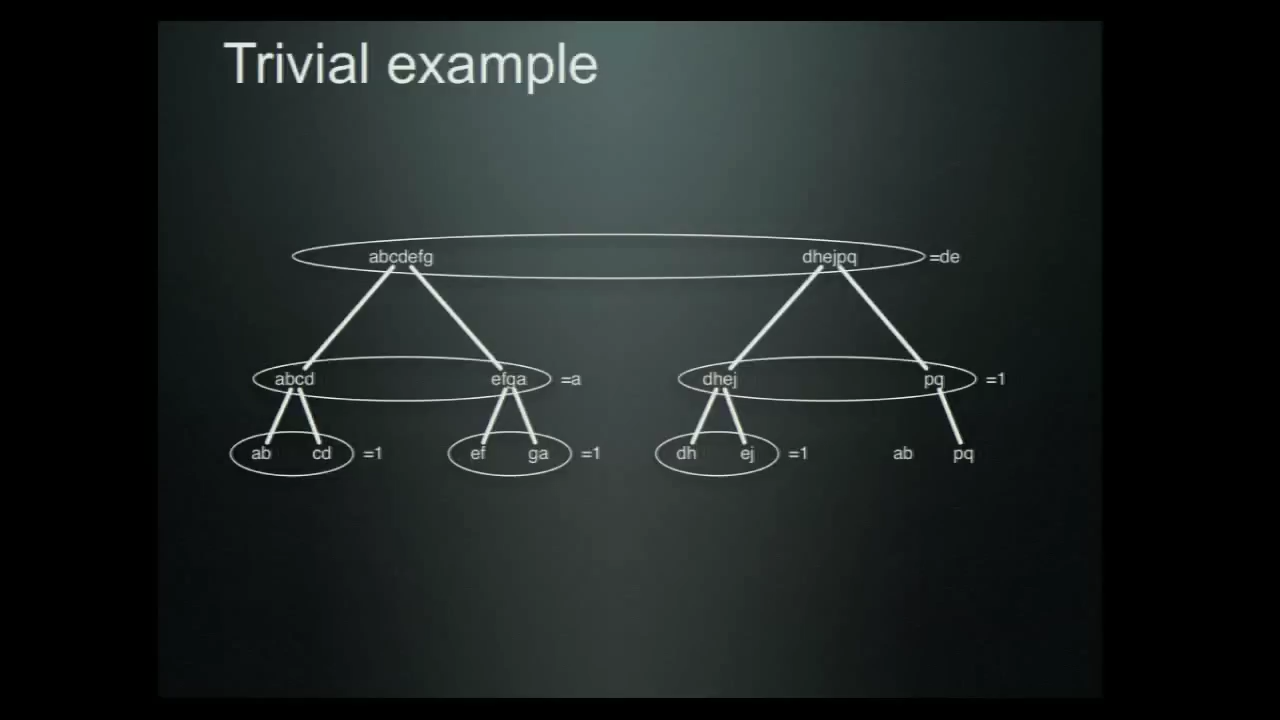 Trivial example
abcdefg dhejpq =de
abcd efga =a dhej pq =1
ab cd =1 ef ga =1 dh ej =1 ab pq